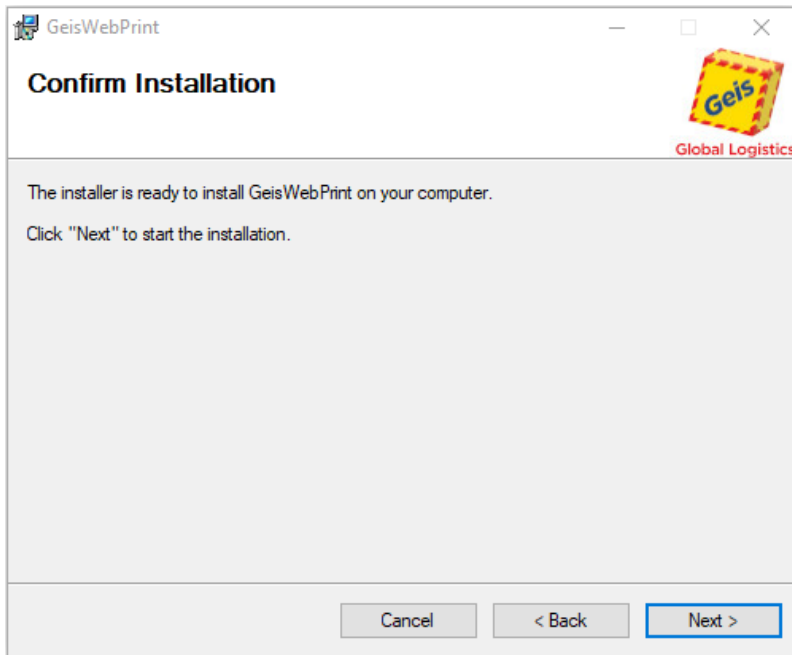 GeisWebPrint
Confirm Installation
Geis
Global Logistics
The installer is ready to install GeisWebPrint on your computer.
Click "Next" to start the installation.
Cancel
< Back
Next >